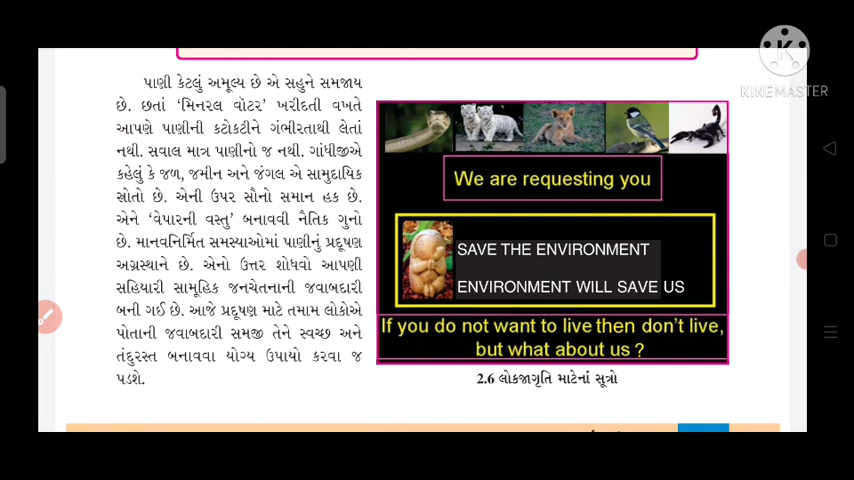 KINEMASTER
પાણી કેટલું અમૂલ્ય છે એ સહુને સમજાય
છે. છતાં ‘મિનરલ વૉટર’ ખરીદતી વખતે
આપણે પાણીની કટોકટીને ગંભીરતાથી લેતાં
નથી. સવાલ માત્ર પાણીનો જ નથી. ગાંધીજીએ
કહેલું કે જળ, જમીન અને જંગલ એ સામુદાયિક
સ્રોતો છે. એની ઉપર સૌનો સમાન હક છે.
એને ‘વેપારની વસ્તુ’ બનાવવી નૈતિક ગુનો
છે. માનવનિર્મિત સમસ્યાઓમાં પાણીનું પ્રદૂષણ
અગ્રસ્થાને છે. એનો ઉત્તર શોધવો આપણી
સહિયારી સામૂહિક જનચેતનાની જવાબદારી
બની ગઈ છે. આજે પ્રદૂષણ માટે તમામ લોકોએ
પોતાની જવાબદારી સમજી તેને સ્વચ્છ અને
તંદુરસ્ત બનાવવા યોગ્ય ઉપાયો કરવા જ
પડશે.
We are requesting you
SAVE THE ENVIRONMENT
ENVIRONMENT WILL SAVE US
If you do not want to live then don't live,
but what about us ?
2.6 લોકજાગૃતિ માટેનાં સૂત્રો